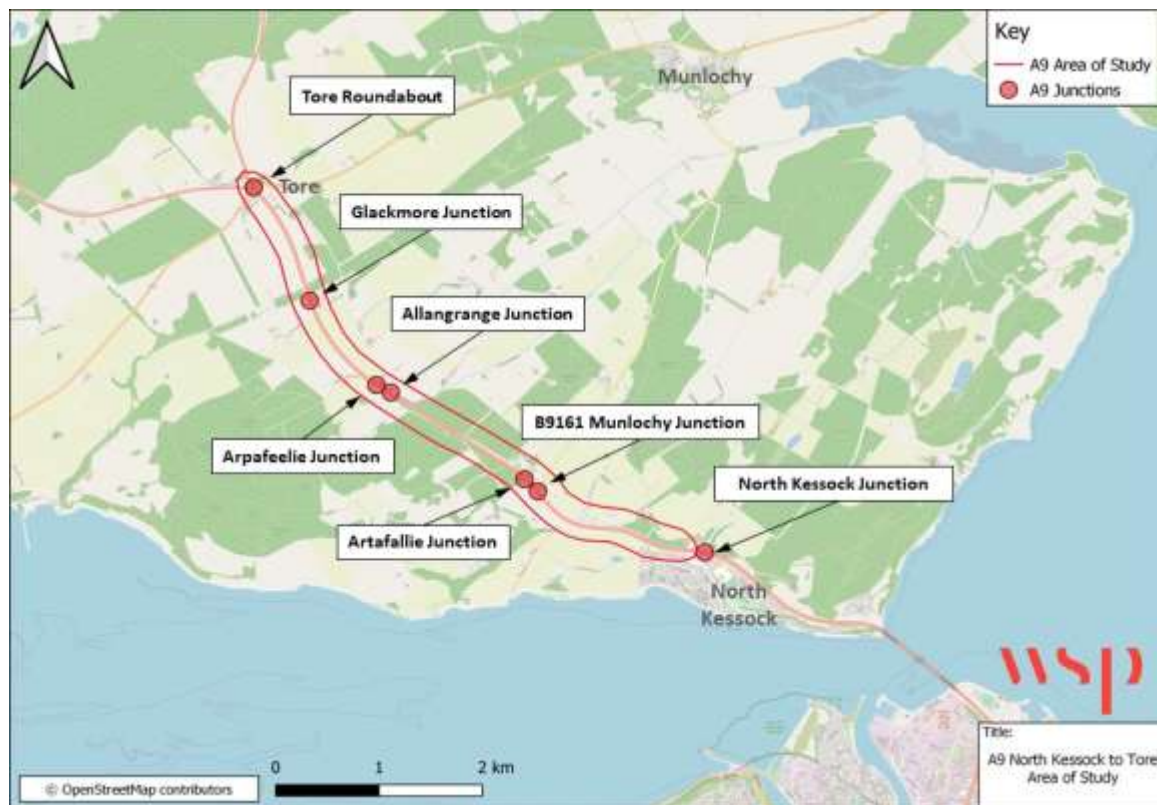 Key
A9 Area of Study
A9 Junctions
Munlochy
Tore Roundabout
Tore
Glackmore Junction
Allangrange Junction
B9161 Munlochy Junction
Arpafeelie Junction
North Kessock Junction
Artafallie Junction
North
Kessock
wsp
Title:
A9 North Kessock to Tore
Area of Study
0 1 2 km
© OpenStreetMap contributors